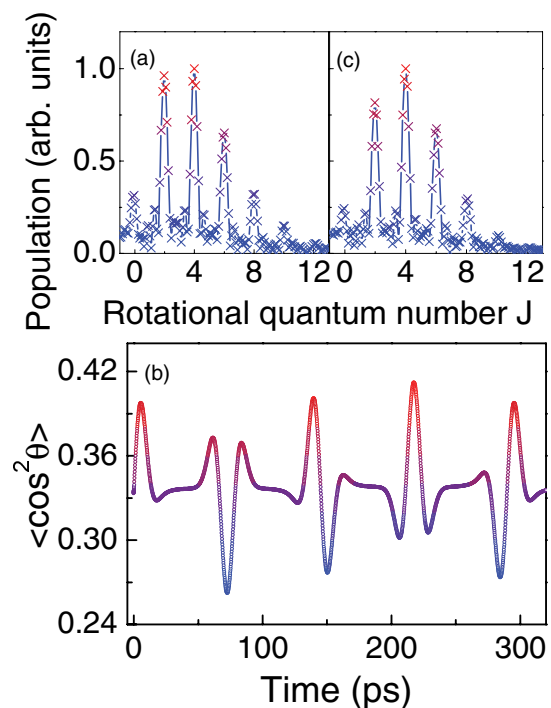 Population (arb. units)
1.0
0.5
0.0
(a)
(c)
0 4 8 12 0 4 8 12
Rotational quantum number J
<cos²θ>
0.42
0.36
0.30
0.24
(b)
0 100 200 300
Time (ps)